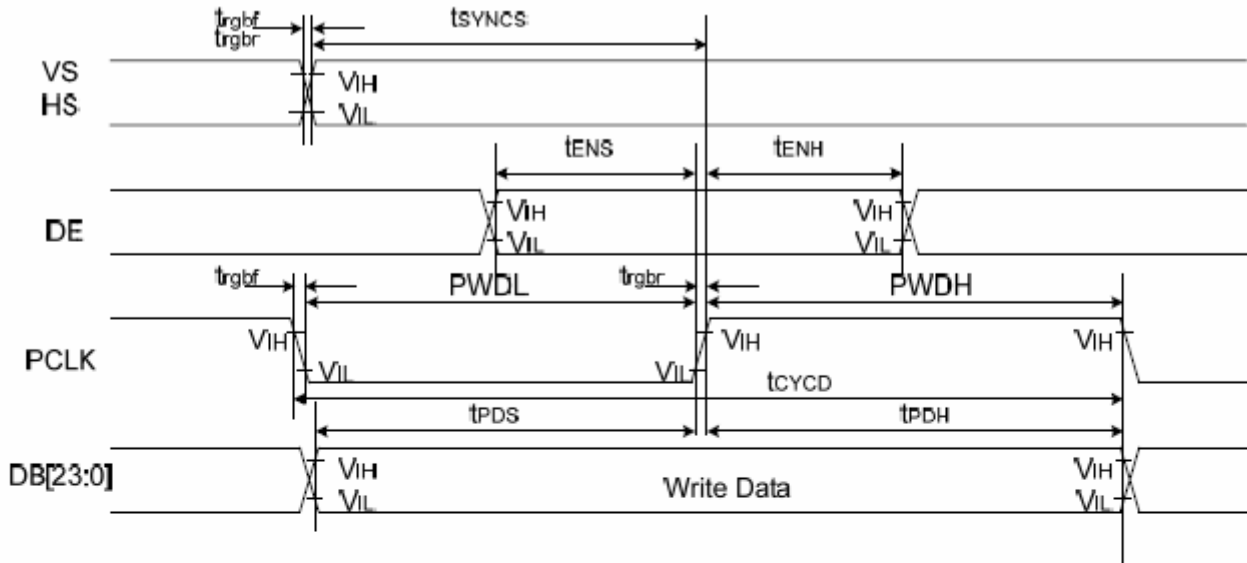 trgbf
trgbr
tSYNCS
VS
HS
VIH
VIL
tENS
tENH
DE
VIH
VIL
VIH
VIL
trgbf
PWDL
trgbr
PWDH
PCLK
VIH
VIL
VIL
VIH
VIH
tCYCD
tPDS
tPDH
DB[23:0]
VIH
VIL
Write Data
VIH
VIL